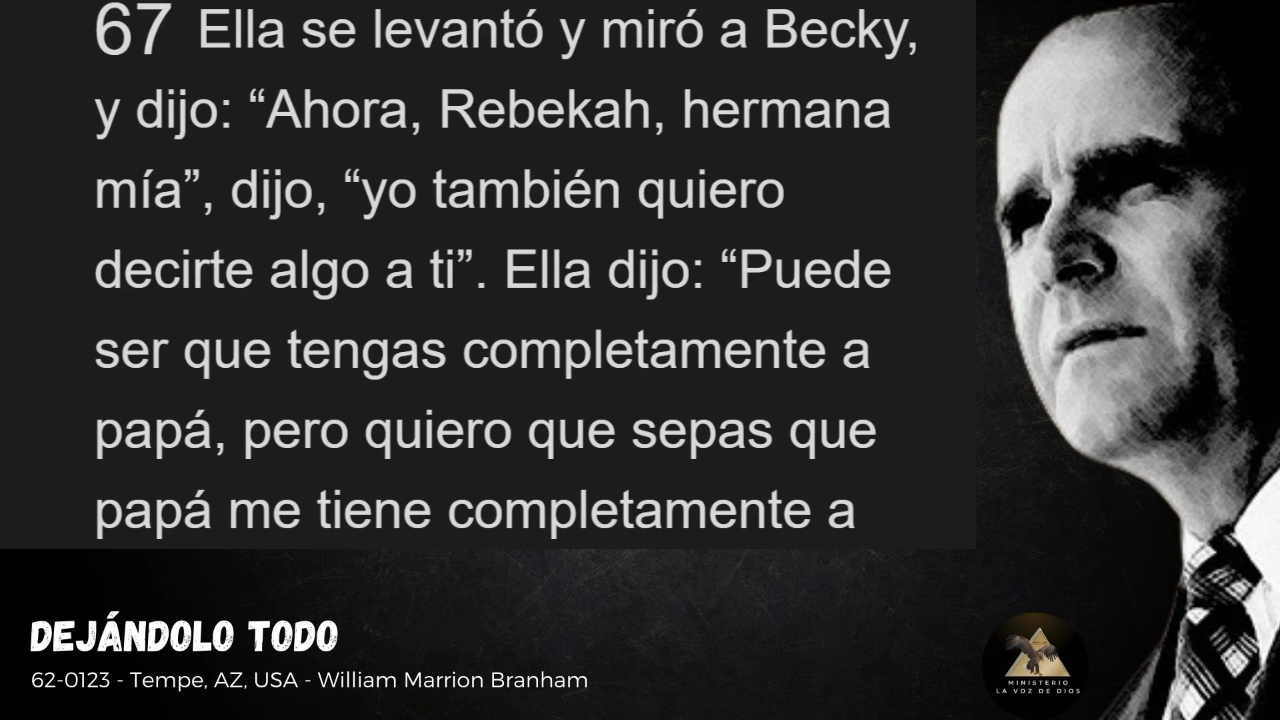 67 Ella se levantó y miró a Becky,
y dijo: “Ahora, Rebekah, hermana
mía”, dijo, “yo también quiero
decirte algo a ti”. Ella dijo: “Puede
ser que tengas completamente a
papá, pero quiero que sepas que
papá me tiene completamente a
DEJÁNDOLO TODO
62-0123 - Tempe, AZ, USA - William Marrion Branham
MINISTERIO
LA VOZ DE DIOS